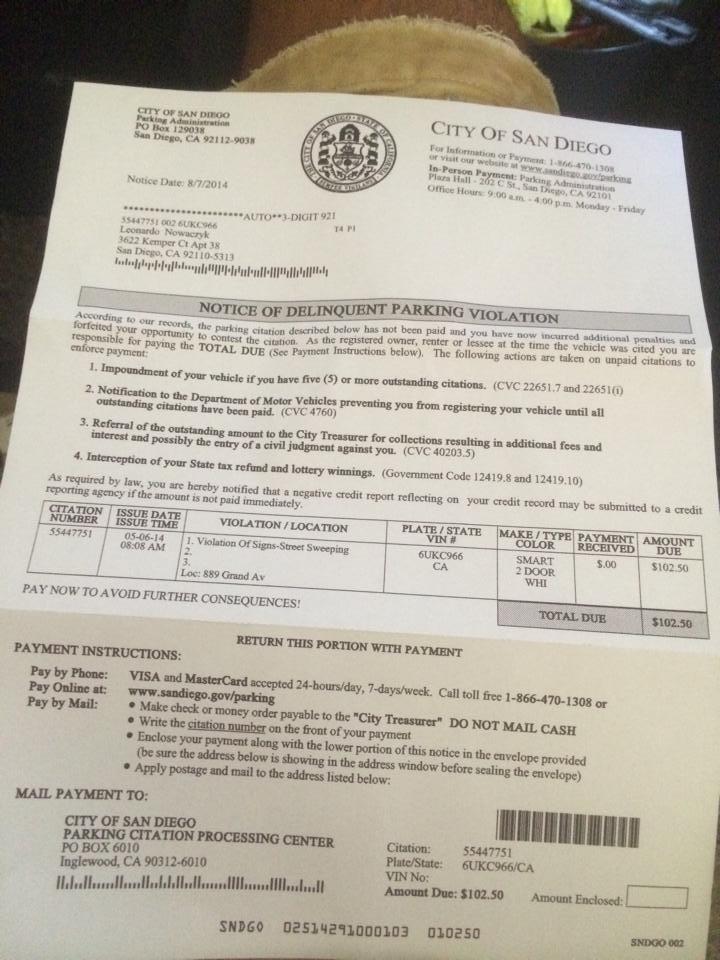 CITY OF SAN DIEGO
Parking Administration
PO Box 129038
San Diego, CA 92112-9038
CITY OF SAN DIEGO
For Information or Payment: 1-866-470-1308
or visit our website at www.sandiego.gov/parking
In-Person Payment: Parking Administration
Plaza Hall - 202 C St., San Diego, CA 92101
Office Hours: 9:00 a.m. - 4:00 p.m. Monday - Friday
Notice Date: 8/7/2014
***********************AUTO**3-DIGIT 921
55447751 002 6UKC966
T4 P1
Leonardo Nowaczyk
3622 Kemper Ct Apt 38
San Diego, CA 92110-5313
NOTICE OF DELINQUENT PARKING VIOLATION
According to our records, the parking citation described below has not been paid and you have now incurred additional penalties and
forfeited your opportunity to contest the citation. As the registered owner, renter or lessee at the time the vehicle was cited you are
responsible for paying the TOTAL DUE (See Payment Instructions below). The following actions are taken on unpaid citations to
enforce payment:
1. Impoundment of your vehicle if you have five (5) or more outstanding citations. (CVC 22651.7 and 22651(i)
2. Notification to the Department of Motor Vehicles preventing you from registering your vehicle until all
outstanding citations have been paid. (CVC 4760)
3. Referral of the outstanding amount to the City Treasurer for collections resulting in additional fees and
interest and possibly the entry of a civil judgment against you. (CVC 40203.5)
4. Interception of your State tax refund and lottery winnings. (Government Code 12419.8 and 12419.10)
As required by law, you are hereby notified that a negative credit report reflecting on your credit record may be submitted to a credit
reporting agency if the amount is not paid immediately.
CITATION NUMBER ISSUE DATE ISSUE TIME VIOLATION / LOCATION PLATE / STATE VIN # MAKE / TYPE COLOR PAYMENT RECEIVED AMOUNT DUE
55447751 05-06-14 1. Violation Of Signs-Street Sweeping 6UKC966 SMART $.00 $102.50
08:08 AM 2. CA 2 DOOR
3. WHI
Loc: 889 Grand Av
PAY NOW TO AVOID FURTHER CONSEQUENCES!
TOTAL DUE $102.50
RETURN THIS PORTION WITH PAYMENT
PAYMENT INSTRUCTIONS:
Pay by Phone: VISA and MasterCard accepted 24-hours/day, 7-days/week. Call toll free 1-866-470-1308 or
Pay Online at: www.sandiego.gov/parking
Pay by Mail: • Make check or money order payable to the "City Treasurer" DO NOT MAIL CASH
• Write the citation number on the front of your payment
• Enclose your payment along with the lower portion of this notice in the envelope provided
(be sure the address below is showing in the address window before sealing the envelope)
• Apply postage and mail to the address listed below:
MAIL PAYMENT TO:
CITY OF SAN DIEGO
PARKING CITATION PROCESSING CENTER
PO BOX 6010
Inglewood, CA 90312-6010
Citation: 55447751
Plate/State: 6UKC966/CA
VIN No:
Amount Due: $102.50
Amount Enclosed:
SNDGO 02514291000103 010250
SNDGO 002